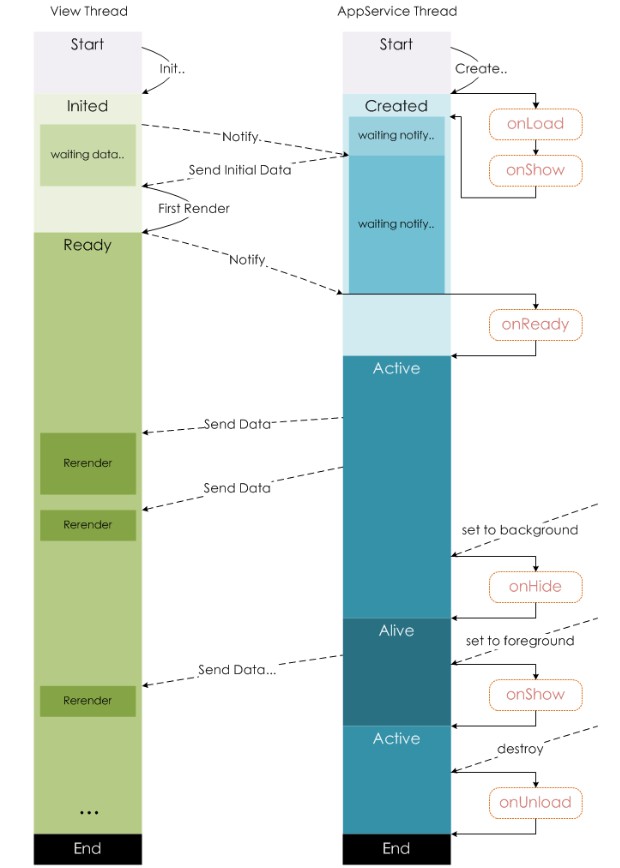 View Thread
AppService Thread
Start
Start
Init..
Create..
Inited
Created
onLoad
waiting data..
Notify
waiting notify..
Send Initial Data
onShow
First Render
waiting notify..
Ready
Notify
onReady
Active
Send Data
Rerender
Send Data
Rerender
set to background
onHide
Alive
set to foreground
Send Data...
Rerender
onShow
Active
destroy
onUnload
...
End
End